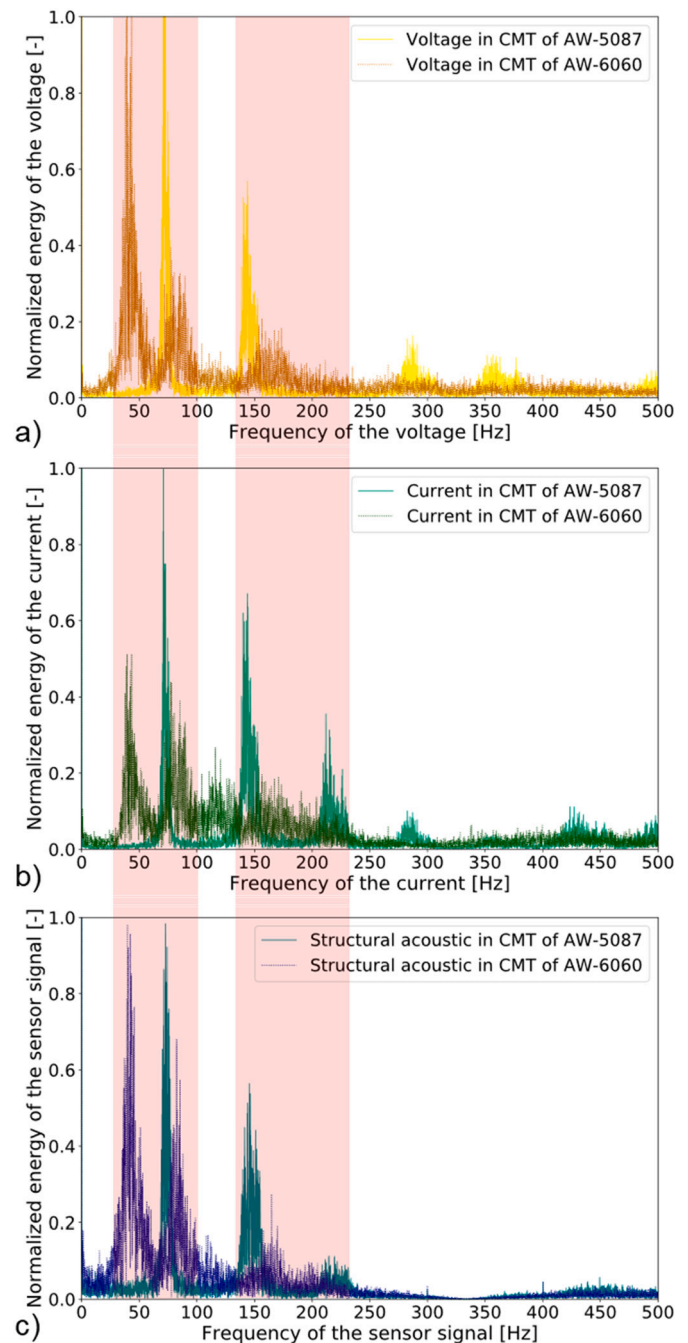 Normalized energy of the voltage [-]
1.0
0.8
0.6
0.4
0.2
0.0
Voltage in CMT of AW-5087
Voltage in CMT of AW-6060
0 50 100 150 200 250 300 350 400 450 500
Frequency of the voltage [Hz]
a)
Normalized energy of the current [-]
1.0
0.8
0.6
0.4
0.2
0.0
Current in CMT of AW-5087
Current in CMT of AW-6060
0 50 100 150 200 250 300 350 400 450 500
Frequency of the current [Hz]
b)
Normalized energy of the sensor signal [-]
1.0
0.8
0.6
0.4
0.2
0.0
Structural acoustic in CMT of AW-5087
Structural acoustic in CMT of AW-6060
0 50 100 150 200 250 300 350 400 450 500
Frequency of the sensor signal [Hz]
c)